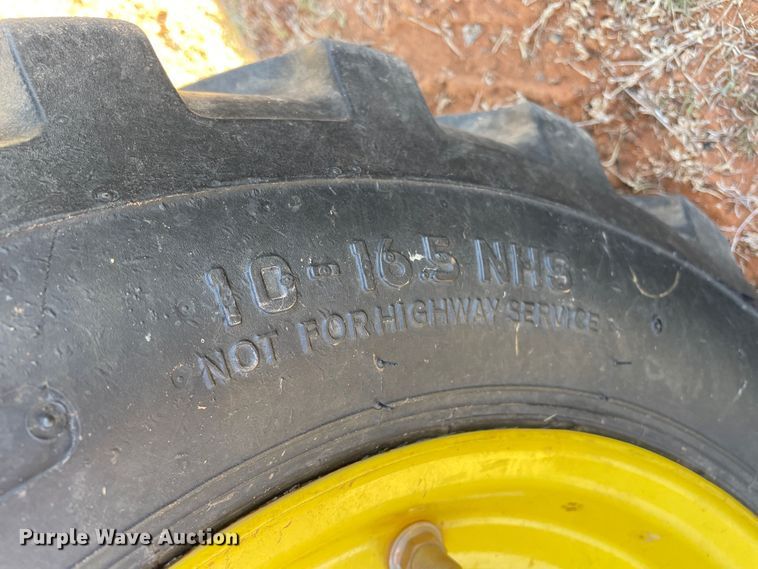 10-16.5 NHS
NOT FOR HIGHWAY SERVICE
Purple Wave Auction